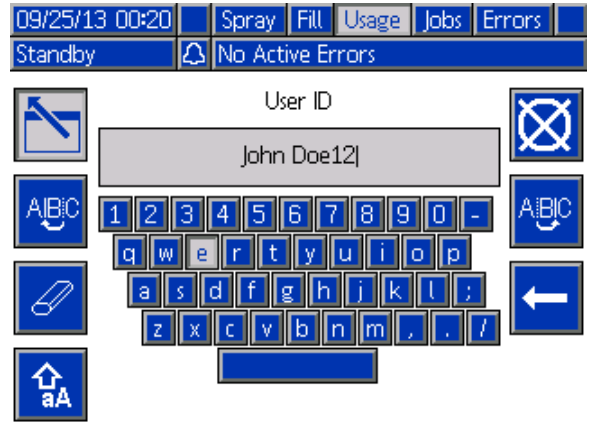 09/25/13 00:20 Spray Fill Usage Jobs Errors
Standby No Active Errors
User ID
John Doe12
ABC ABC
1 2 3 4 5 6 7 8 9 0 -
q w e r t y u i o p
a s d f g h j k l ;
z x c v b n m , . /
aA